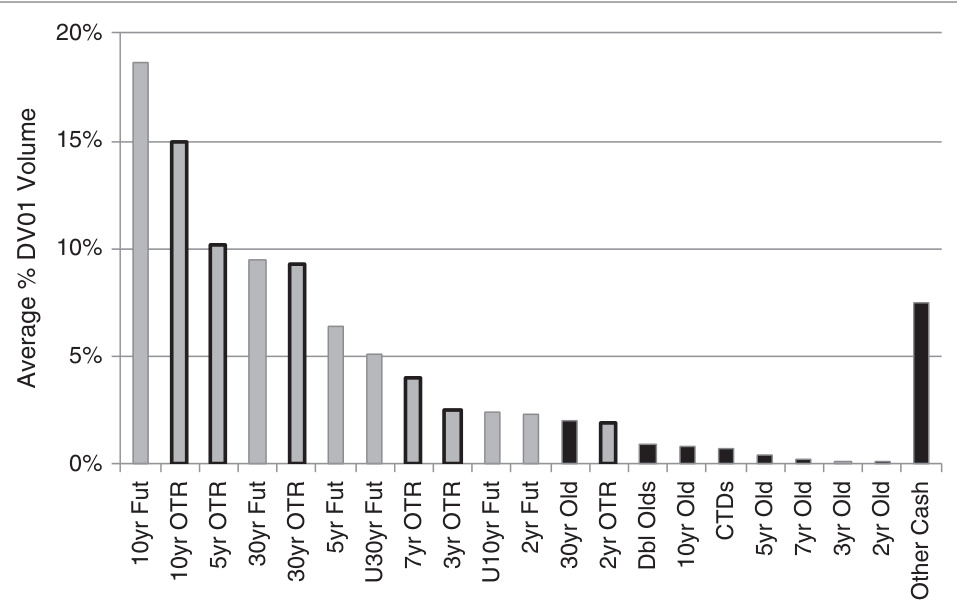 20%
15%
10%
5%
0%
Average % DV01 Volume
10yr Fut
10yr OTR
5yr OTR
30yr Fut
30yr OTR
5yr Fut
U30yr Fut
7yr OTR
3yr OTR
U10yr Fut
2yr Fut
30yr Old
2yr OTR
Dbl Olds
10yr Old
CTDs
5yr Old
7yr Old
3yr Old
2yr Old
Other Cash